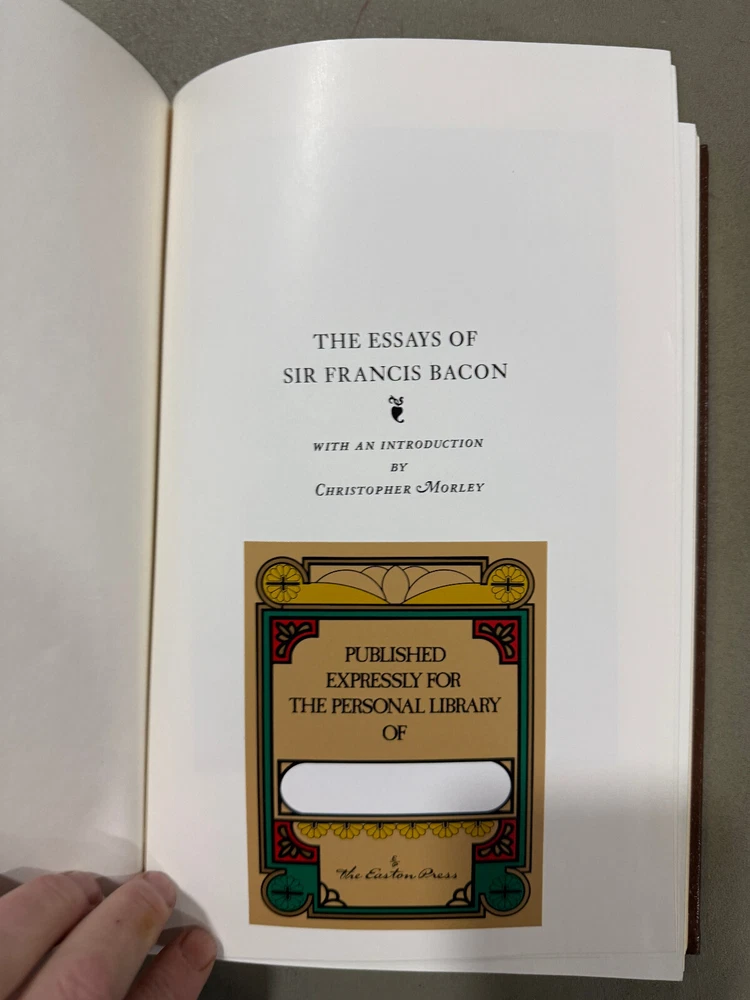 THE ESSAYS OF
SIR FRANCIS BACON
WITH AN INTRODUCTION
BY
CHRISTOPHER MORLEY
PUBLISHED
EXPRESSLY FOR
THE PERSONAL LIBRARY
OF
The Easton Press